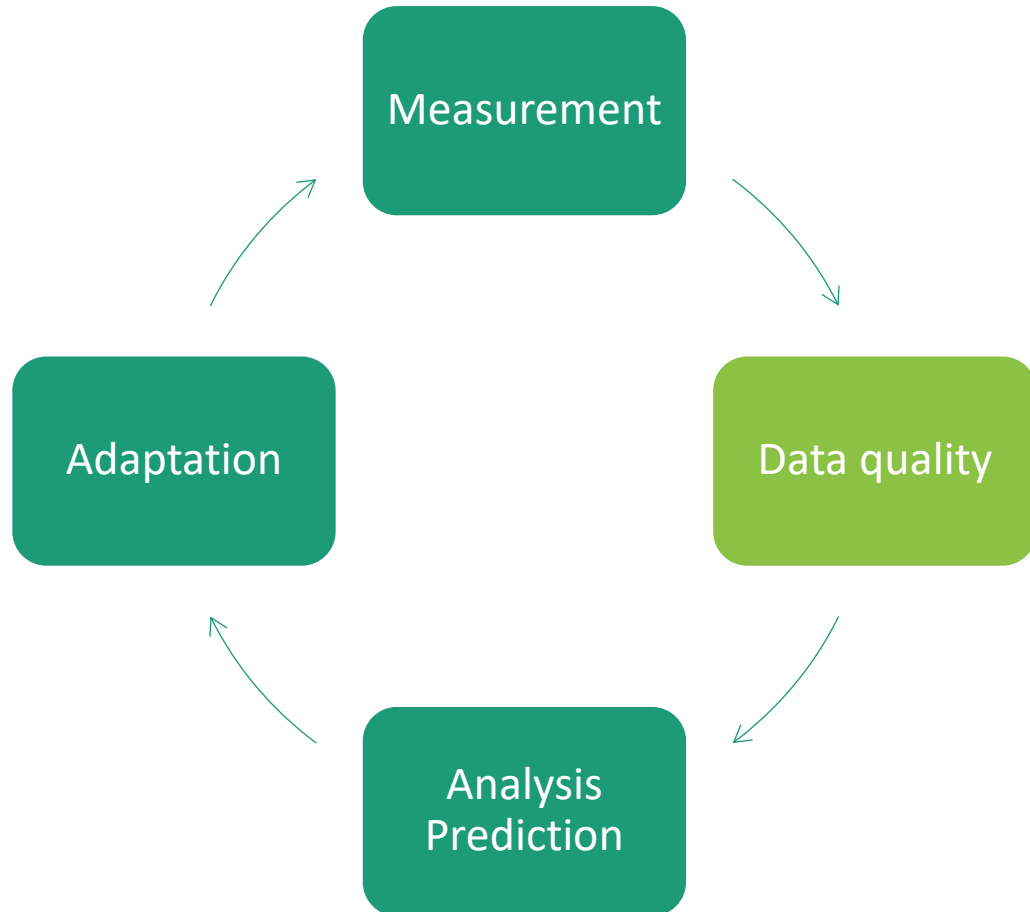 Measurement
Adaptation
Data quality
Analysis
Prediction